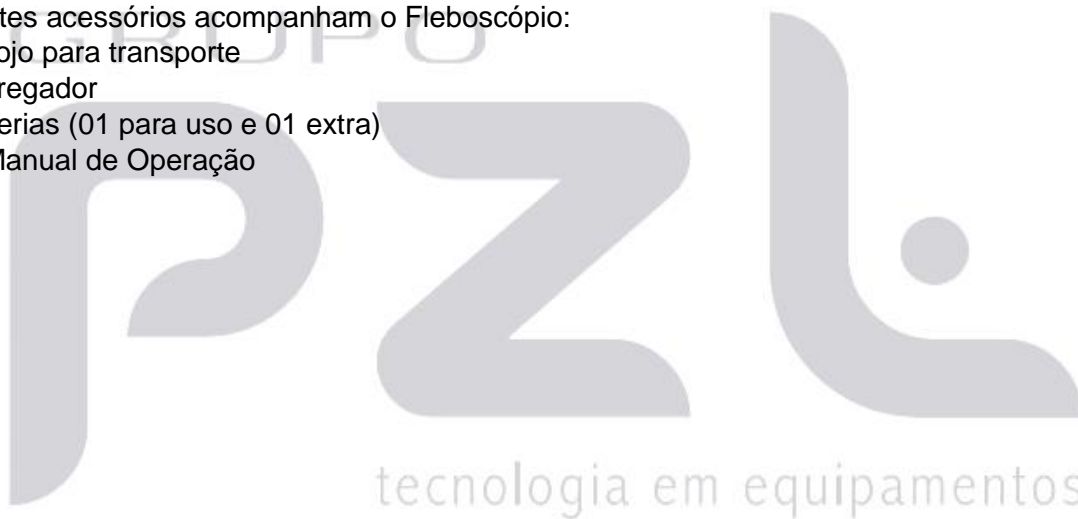 tes acessórios acompanham o Fleboscópio:
GRUPO
ojo para transporte
regador
erias (01 para uso e 01 extra)
Manual de Operação
pzl
tecnologia em equipamentos